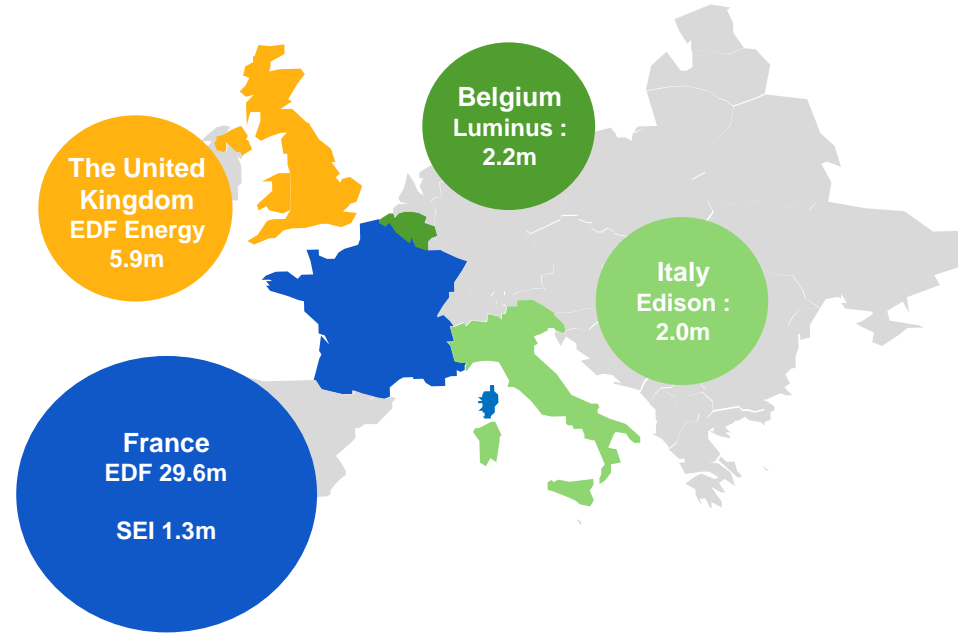 Belgium
Luminus :
2.2m
The United
Kingdom
EDF Energy
5.9m
Italy
Edison :
2.0m
France
EDF 29.6m
SEI 1.3m